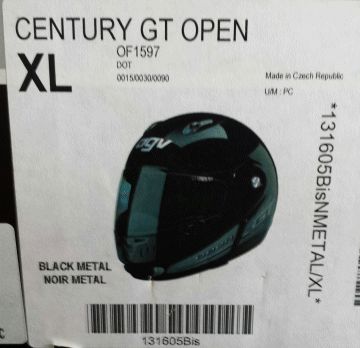 CENTURY GT OPEN
XL
OF1597
DOT
0015/0030/0090
Made in Czech Republic
U/M : PC
agv
GT
*131605BisNMETAL/XL*
BLACK METAL
NOIR METAL
131605Bis